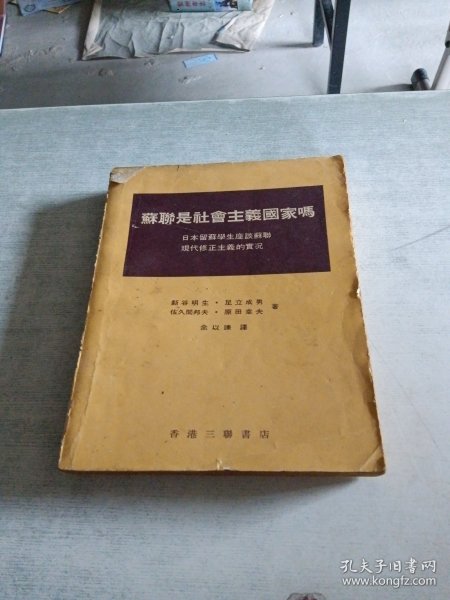 蘇聯是社會主義國家嗎
日本留蘇學生座談蘇聯
現代修正主義的實況
新谷明生・足立成男
佐久間邦夫・原田幸夫 著
余以謙 譯
香港三聯書店
孔夫子旧书网
www.kongfz.com